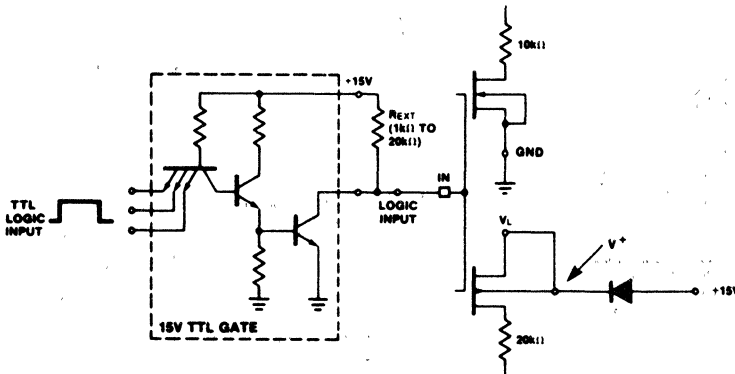 10kΩ
+15V
REXT
(1kΩ TO
20kΩ)
GND
IN
LOGIC
INPUT
TTL
LOGIC
INPUT
VL
V+
+15V
15V TTL GATE
20kΩ